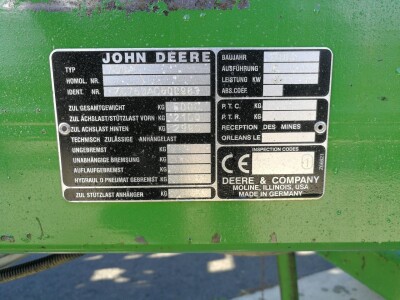 JOHN DEERE
TYP
HOMOL. NR.
IDENT. NR.
ZUL GESAMTGEWICHT KG
ZUL ACHSLAST/STÜTZLAST VORN KG
ZUL ACHSLAST HINTEN KG
TECHNISCH ZULÄSSIGE ANHÄNGELAST
UNGEBREMST KG
UNABHÄNGIGE BREMSUNG KG
AUFLAUFGEBREMST KG
HYDRAUL O PNEUMAT GEBREMST KG
ZUL STÜTZLAST ANHÄNGER KG
BAUJAHR
AUSFÜHRUNG
LEISTUNG KW
ABS.COEF.
P. T. C. KG
P. T. R. KG
RECEPTION DES MINES
ORLEANS LE
INSPECTION CODES
CE
DEERE & COMPANY
MOLINE, ILLINOIS, USA
MADE IN GERMANY